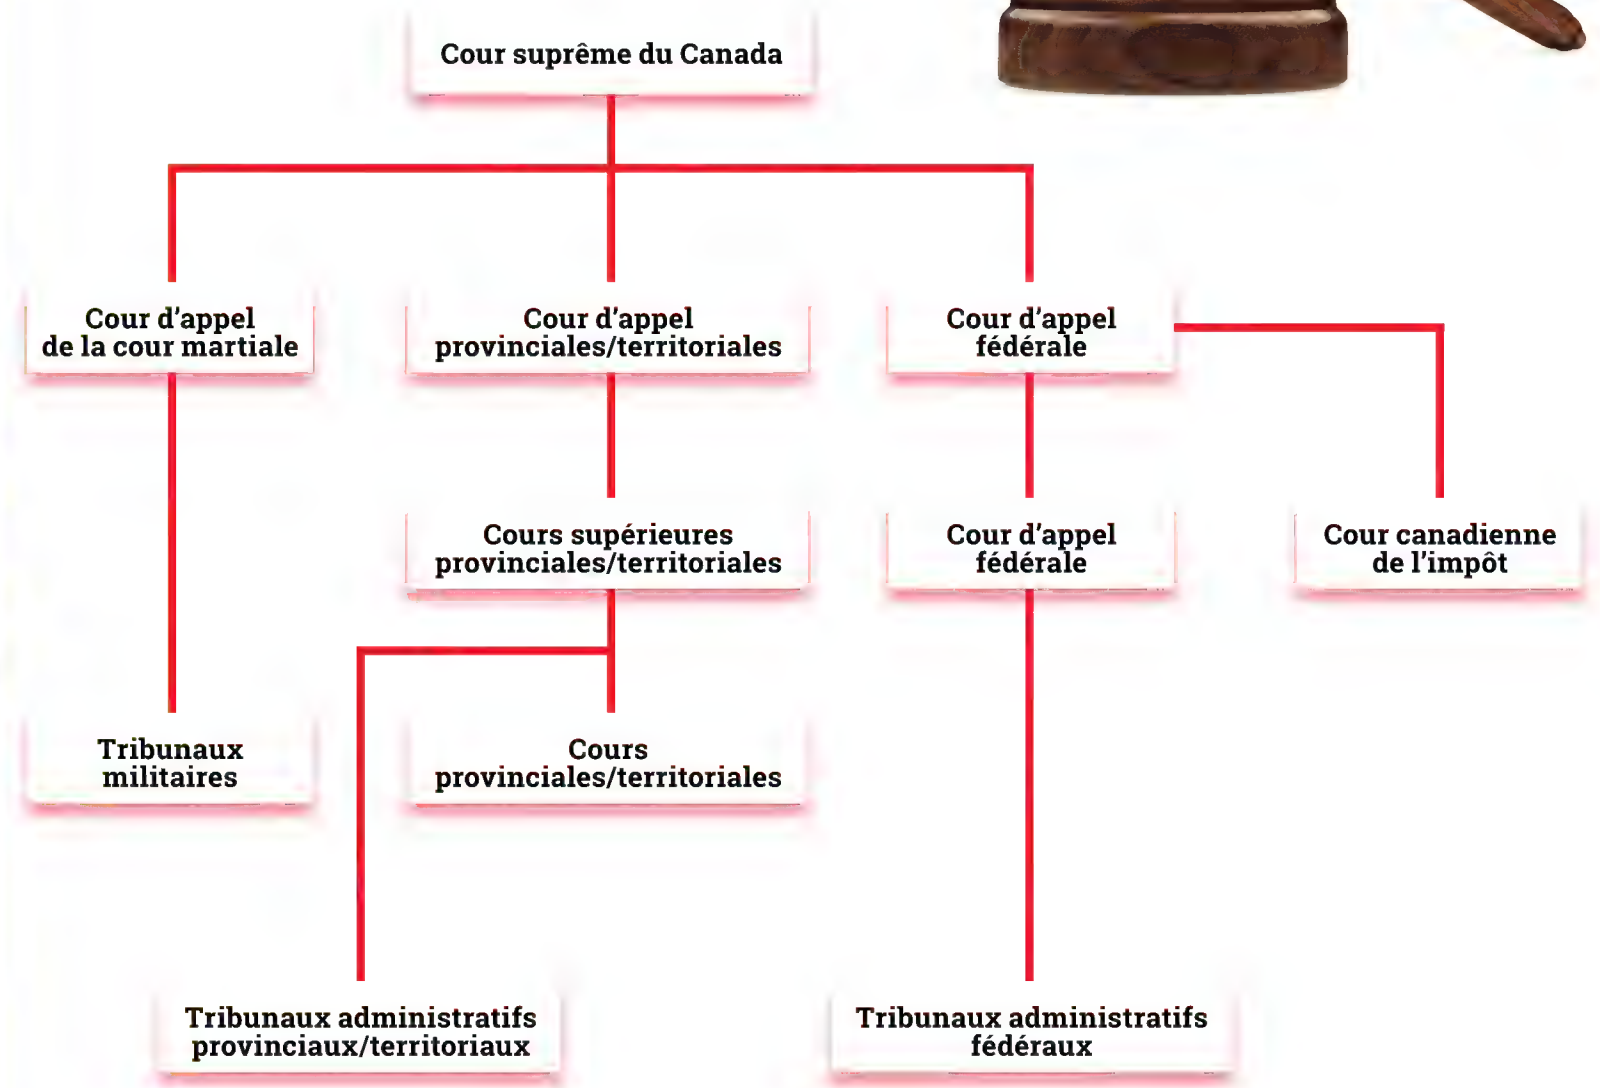 Cour suprême du Canada
Cour d'appel
de la cour martiale
Cour d'appel
provinciales/territoriales
Cour d'appel
fédérale
Cours supérieures
provinciales/territoriales
Cour d'appel
fédérale
Cour canadienne
de l'impôt
Tribunaux
militaires
Cours
provinciales/territoriales
Tribunaux administratifs
provinciaux/territoriaux
Tribunaux administratifs
fédéraux